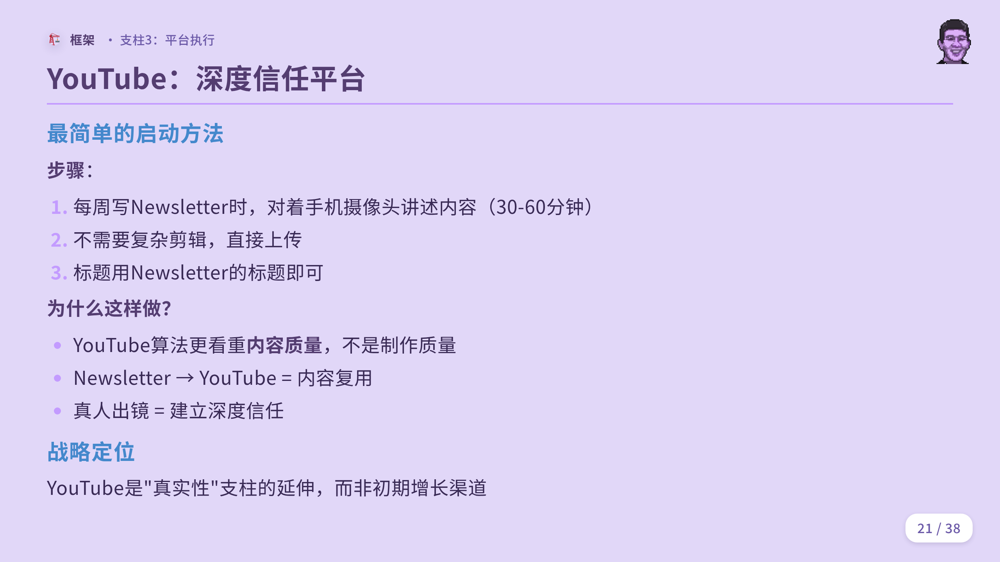 框架 • 支柱3：平台执行
YouTube：深度信任平台
最简单的启动方法
步骤：
1. 每周写Newsletter时，对着手机摄像头讲述内容（30-60分钟）
2. 不需要复杂剪辑，直接上传
3. 标题用Newsletter的标题即可
为什么这样做？
• YouTube算法更看重内容质量，不是制作质量
• Newsletter → YouTube = 内容复用
• 真人出镜 = 建立深度信任
战略定位
YouTube是"真实性"支柱的延伸，而非初期增长渠道
21 / 38